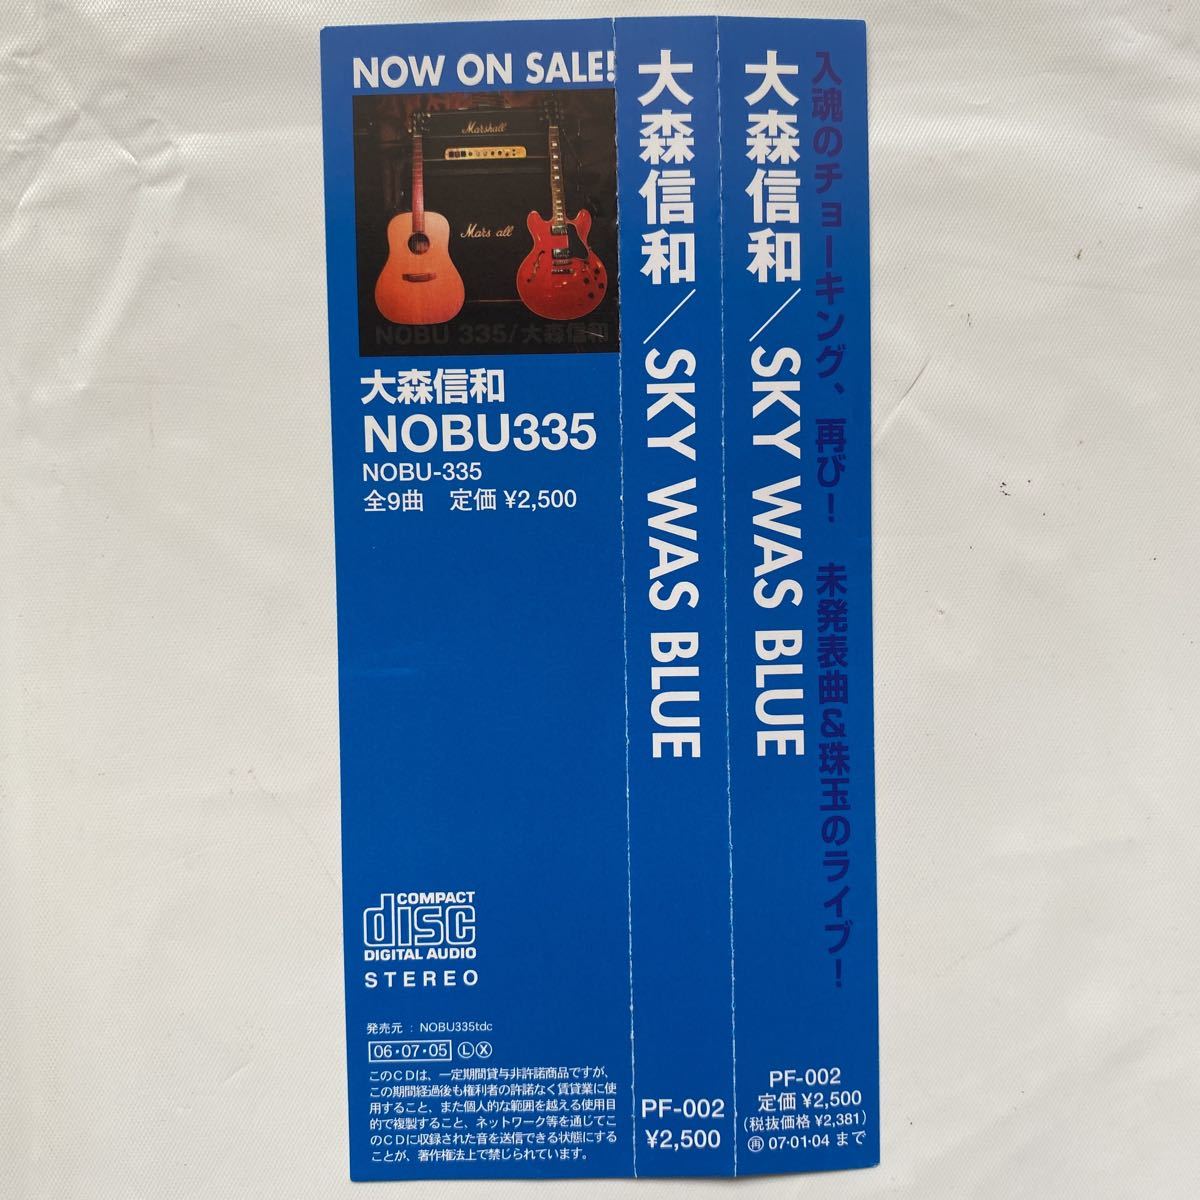 NOW ON SALE!
Marshall
Mars all
NOBU 335/大森信和
大森信和
NOBU335
NOBU-335
全9曲 定価 ¥2,500
COMPACT
disc
DIGITAL AUDIO
STEREO
発売元 : NOBU335tdc
06・07・05 Ⓛ Ⓧ
このCDは、一定期間貸与非許諾商品ですが、
この期間経過後も権利者の許諾なく賃貸業に使
用すること、また個人的な範囲を越える使用目
的で複製すること、ネットワーク等を通じてこ
のCDに収録された音を送信できる状態にする
ことが、著作権法上で禁じられています。
大森信和/SKY WAS BLUE
PF-002
¥2,500
大森信和/SKY WAS BLUE
入魂のチョーキング、再び! 未発表曲&珠玉のライブ!
PF-002
定価 ¥2,500
(税抜価格 ¥2,381)
㋐07・01・04 まで